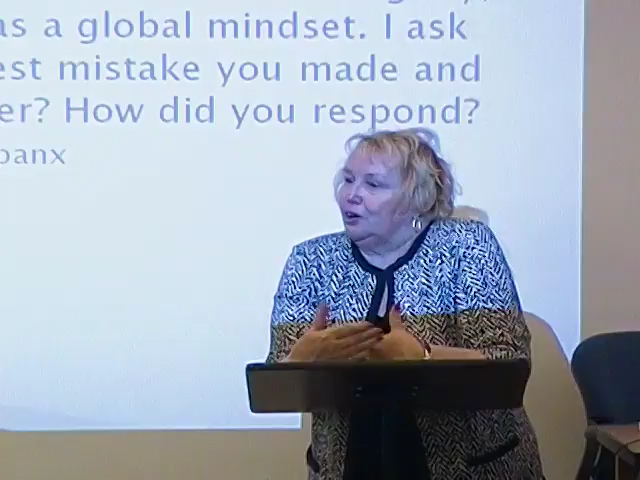 as a global mindset. I ask
est mistake you made and
er? How did you respond?
banx